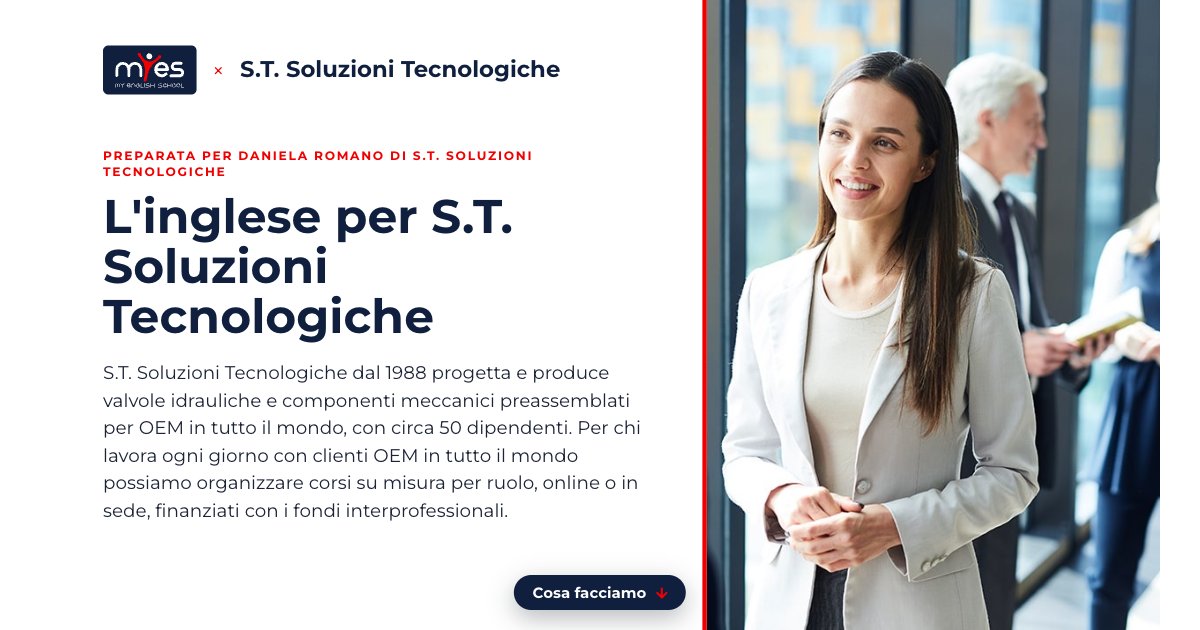 myes
MY ENGLISH SCHOOL
× S.T. Soluzioni Tecnologiche
PREPARATA PER DANIELA ROMANO DI S.T. SOLUZIONI
TECNOLOGICHE
L'inglese per S.T.
Soluzioni
Tecnologiche
S.T. Soluzioni Tecnologiche dal 1988 progetta e produce
valvole idrauliche e componenti meccanici preassemblati
per OEM in tutto il mondo, con circa 50 dipendenti. Per chi
lavora ogni giorno con clienti OEM in tutto il mondo
possiamo organizzare corsi su misura per ruolo, online o in
sede, finanziati con i fondi interprofessionali.
Cosa facciamo ↓